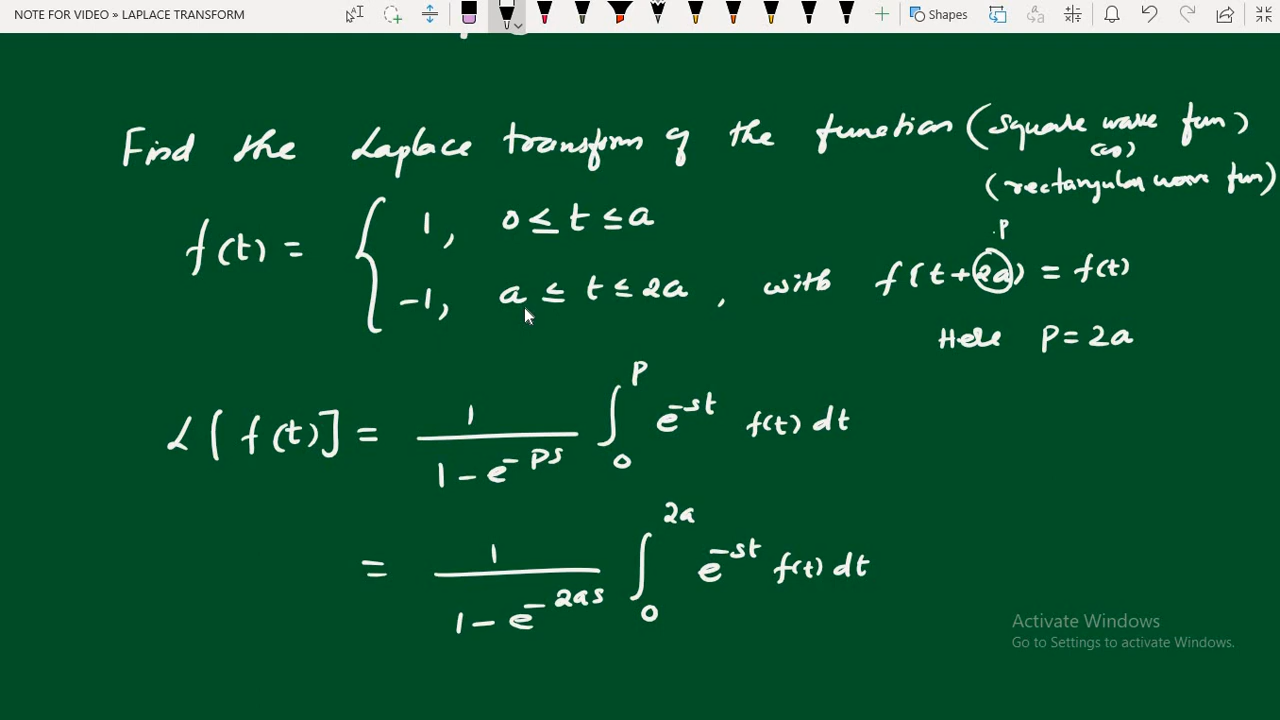 NOTE FOR VIDEO » LAPLACE TRANSFORM
Shapes
Find the Laplace transform of the function (square wave fun)
(or)
(rectangular wave fun)
f(t) = { 1, 0 ≤ t ≤ a
-1, a ≤ t ≤ 2a, with f(t+2a) = f(t)
P
Here P = 2a
L[f(t)] = 1/(1 - e^{-Ps}) ∫_0^P e^{-st} f(t) dt
= 1/(1 - e^{-2as}) ∫_0^{2a} e^{-st} f(t) dt
Activate Windows
Go to Settings to activate Windows.